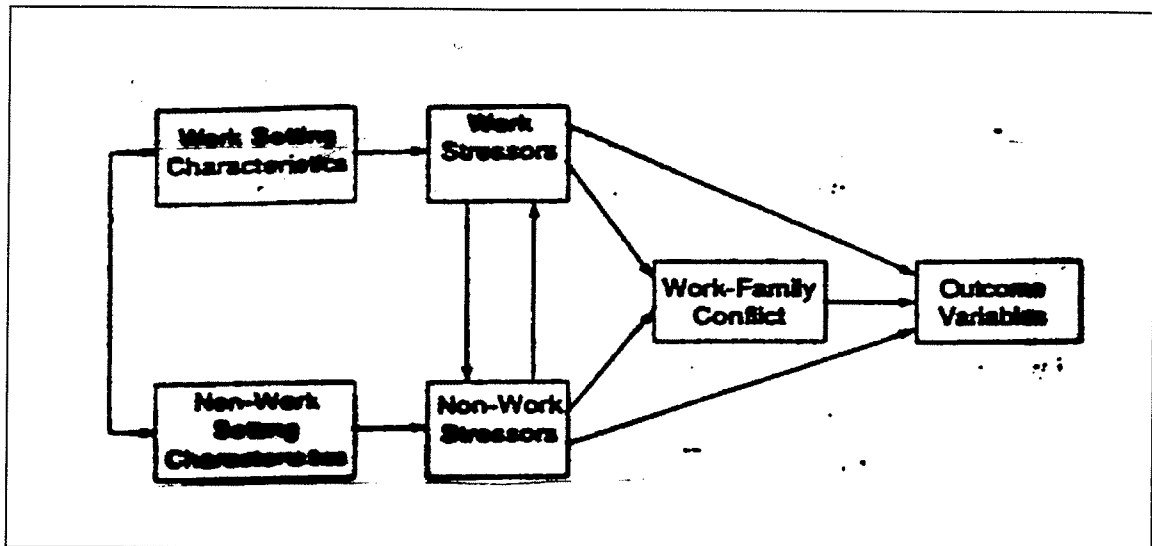 Work Setting
Characteristics
Work
Stressors
Work-Family
Conflict
Outcome
Variables
Non-Work
Setting
Characteristics
Non-Work
Stressors